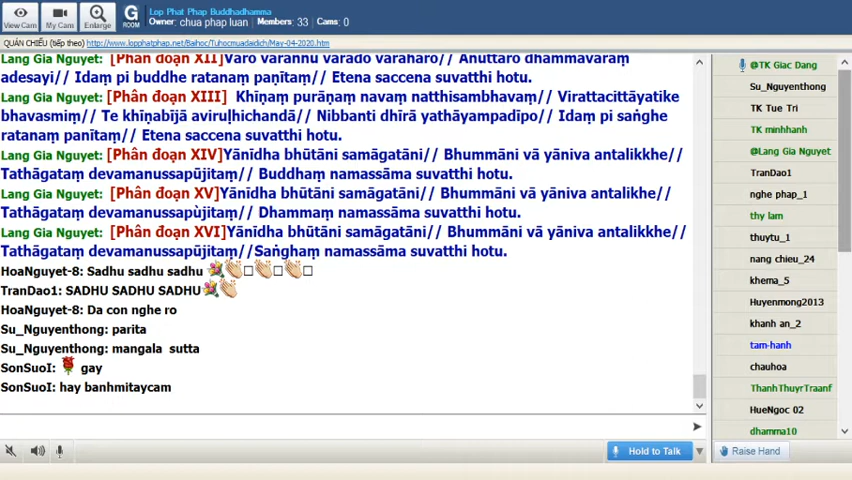 Lop Phat Phap Buddhadhamma
Owner: chua phap luan Members: 33 Cams: 0
View Cam My Cam Enlarge G ROOM
QUÁN CHIẾU (tiếp theo) http://www.lopphatphap.net/Baihoc/Tuhocmuadaidich/May-04-2020.htm
Lang Gia Nguyet: [Phân đoạn XII] Varo varaññū varado varāharo// Anuttaro dhammavaraṃ
adesayi// Idaṃ pi buddhe ratanaṃ paṇītaṃ// Etena saccena suvatthi hotu.
Lang Gia Nguyet: [Phân đoạn XIII] Khīṇaṃ purāṇaṃ navaṃ natthisambhavaṃ// Virattacittāyatike
bhavasmiṃ// Te khīṇabījā aviruḷhichandā// Nibbanti dhīrā yathāyampadīpo// Idaṃ pi saṅghe
ratanaṃ panītaṃ// Etena saccena suvatthi hotu.
Lang Gia Nguyet: [Phân đoạn XIV]Yānīdha bhūtāni samāgatāni// Bhummāni vā yāniva antalikkhe//
Tathāgataṃ devamanussapūjitaṃ// Buddhaṃ namassāma suvatthi hotu.
Lang Gia Nguyet: [Phân đoạn XV]Yānīdha bhūtāni samāgatāni// Bhummāni vā yāniva antalikkhe//
Tathāgataṃ devamanussapūjitaṃ// Dhammaṃ namassāma suvatthi hotu.
Lang Gia Nguyet: [Phân đoạn XVI]Yānīdha bhūtāni samāgatāni// Bhummāni vā yāniva antalikkhe//
Tathāgataṃ devamanussapūjitaṃ//Saṅghaṃ namassāma suvatthi hotu.
HoaNguyet-8: Sadhu sadhu sadhu
TranDao1: SADHU SADHU SADHU
HoaNguyet-8: Da con nghe ro
Su_Nguyenthong: parita
Su_Nguyenthong: mangala sutta
SonSuoI: gay
SonSuoI: hay banhmitaycam
Hold to Talk
@TK Giac Dang
Su_Nguyenthong
TK Tue Tri
TK minhhanh
@Lang Gia Nguyet
TranDao1
nghe phap_1
thy lam
thuytu_1
nang chieu_24
khema_5
Huyenmong2013
khanh an_2
tam-hanh
chauhoa
ThanhThuyrTraanf
HueNgoc 02
dhamma10
Raise Hand